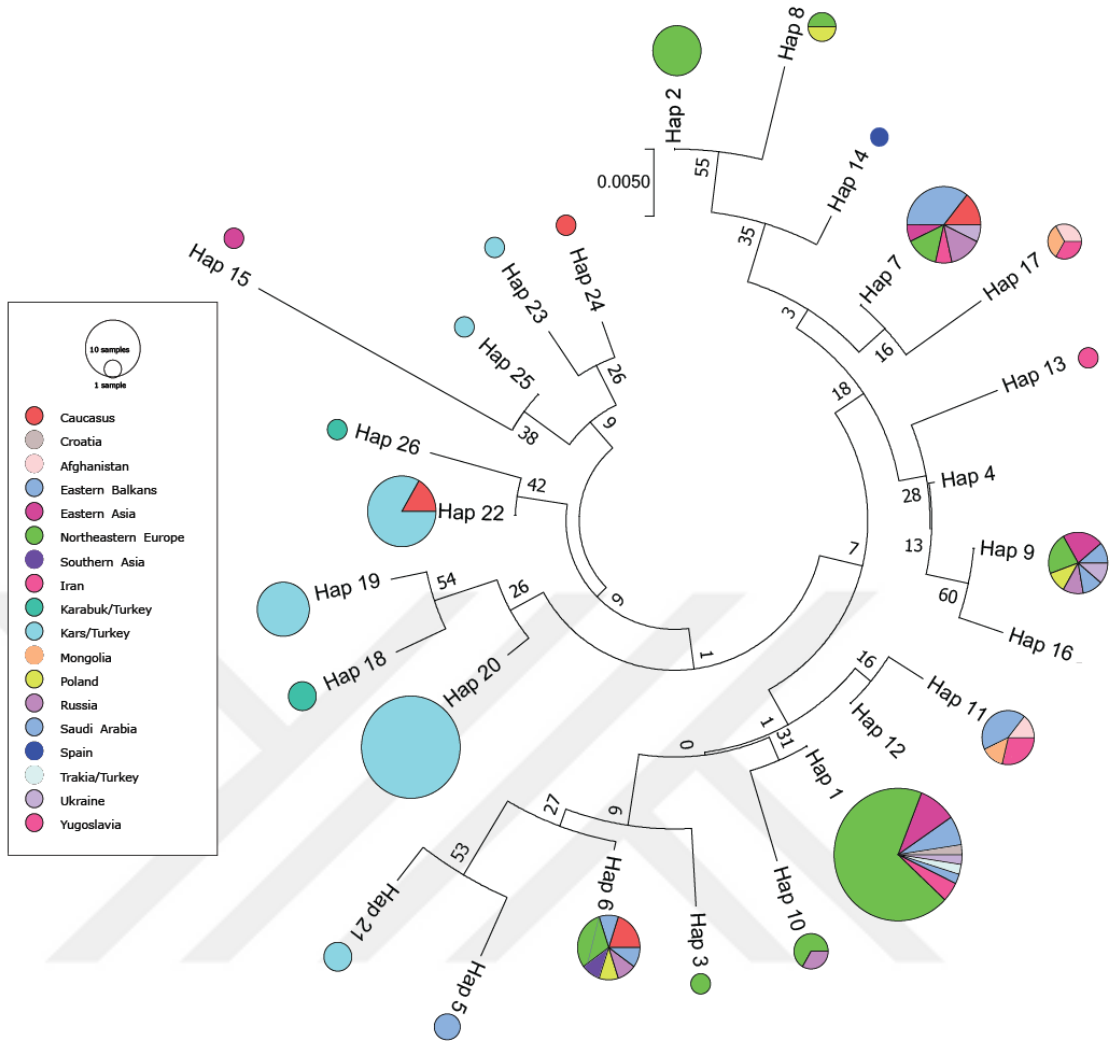 Hap 8
Hap 2
Hap 14
55
0.0050
35
Hap 7
Hap 17
Hap 15
Hap 24
Hap 23
3
16
Hap 13
Hap 25
26
18
9
38
Hap 26
Hap 4
42
28
Hap 22
13
7
Hap 9
Hap 19
54
26
9
60
Hap 16
Hap 18
Hap 20
1
16
Hap 11
Hap 12
1
31
0
Hap 1
27
6
53
Hap 6
Hap 10
Hap 21
Hap 3
Hap 5
10 samples
1 sample
Caucasus
Croatia
Afghanistan
Eastern Balkans
Eastern Asia
Northeastern Europe
Southern Asia
Iran
Karabuk/Turkey
Kars/Turkey
Mongolia
Poland
Russia
Saudi Arabia
Spain
Trakia/Turkey
Ukraine
Yugoslavia